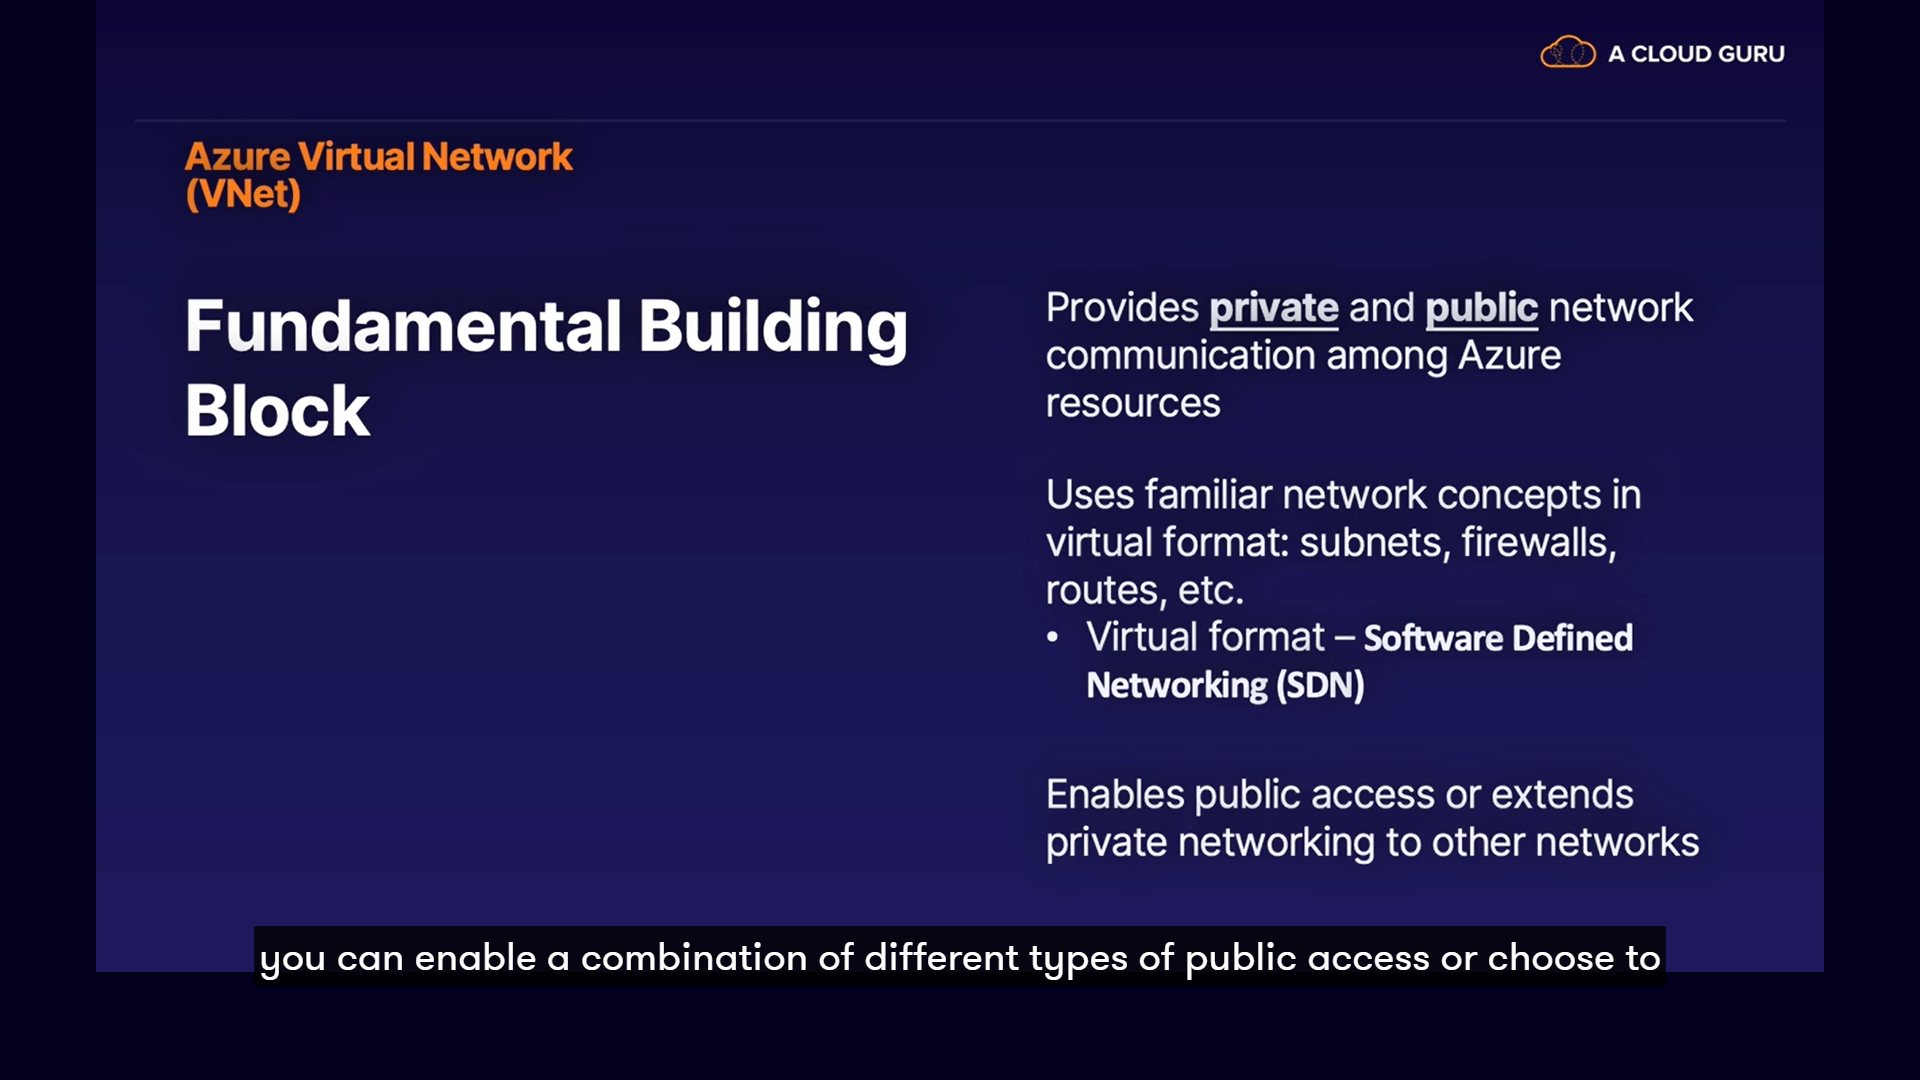 A CLOUD GURU
Azure Virtual Network
(VNet)
Fundamental Building
Block
Provides private and public network
communication among Azure
resources
Uses familiar network concepts in
virtual format: subnets, firewalls,
routes, etc.
• Virtual format – Software Defined
Networking (SDN)
Enables public access or extends
private networking to other networks
you can enable a combination of different types of public access or choose to